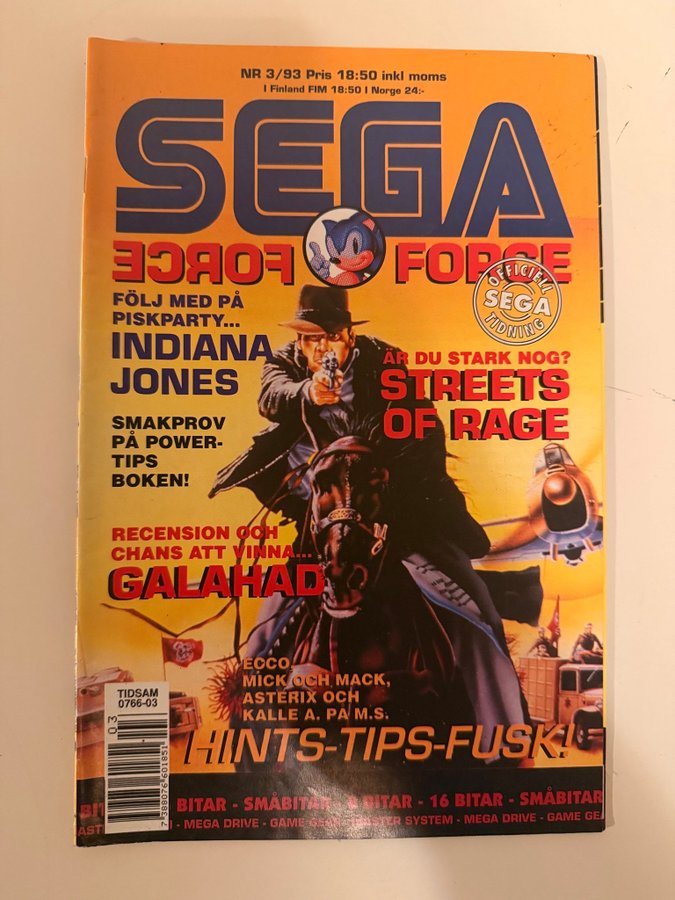 NR 3/93 Pris 18:50 inkl moms
I Finland FIM 18:50 I Norge 24:-
SEGA
FORCE FORCE
OFFICIELL
SEGA
TIDNING
FÖLJ MED PÅ
PISKPARTY...
INDIANA
JONES
ÄR DU STARK NOG?
STREETS
OF RAGE
SMAKPROV
PÅ POWER-
TIPS
BOKEN!
RECENSION OCH
CHANS ATT VINNA...
GALAHAD
ECCO,
MICK OCH MACK,
ASTERIX OCH
KALLE A. PÅ M.S.
HINTS-TIPS-FUSK!
TIDSAM
0766-03
03
7388076601851
BITAR - SMÅBITAR 8 BITAR - 16 BITAR - SMÅBITAR
- MEGA DRIVE - GAME GEAR MASTER SYSTEM - MEGA DRIVE - GAME GEA